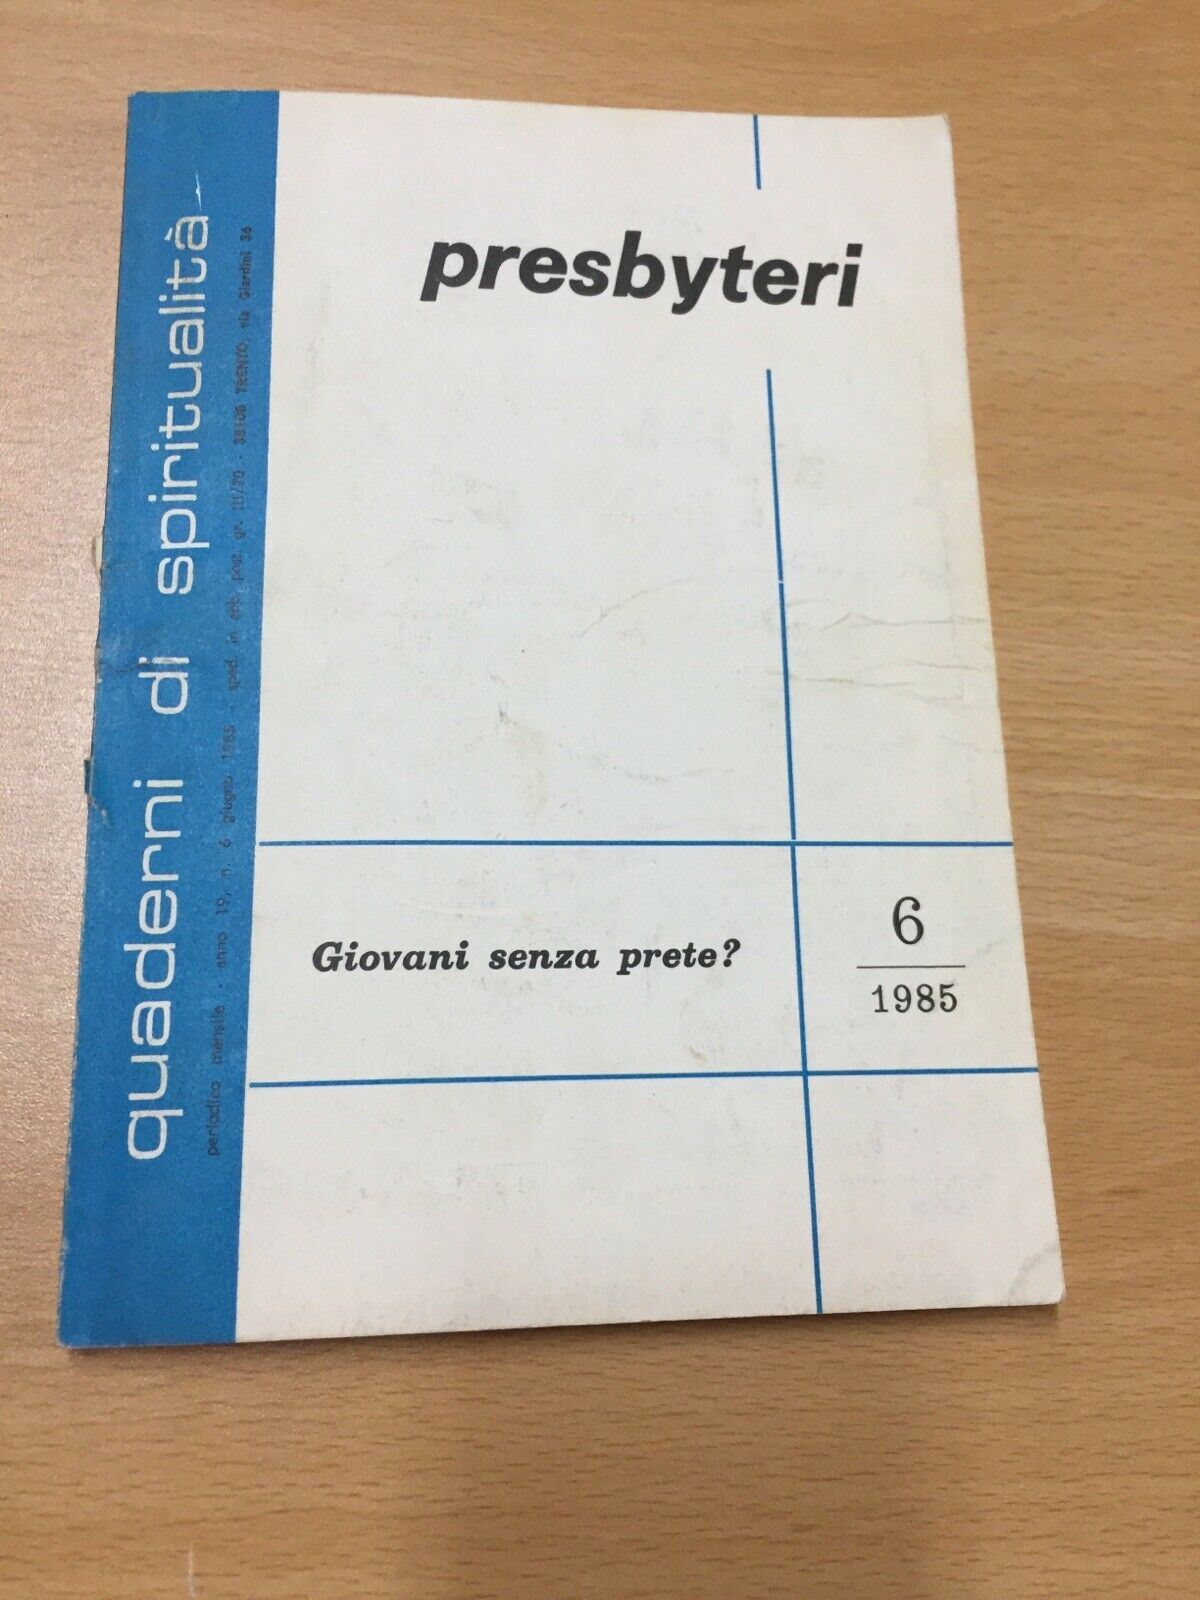 presbyteri
quaderni di spiritualità
periodico mensile - anno 19, n. 6 giugno 1985 - sped. in abb. post. gr. III/70 - 38100 TRENTO, via Giardini 36
Giovani senza prete?
6
1985